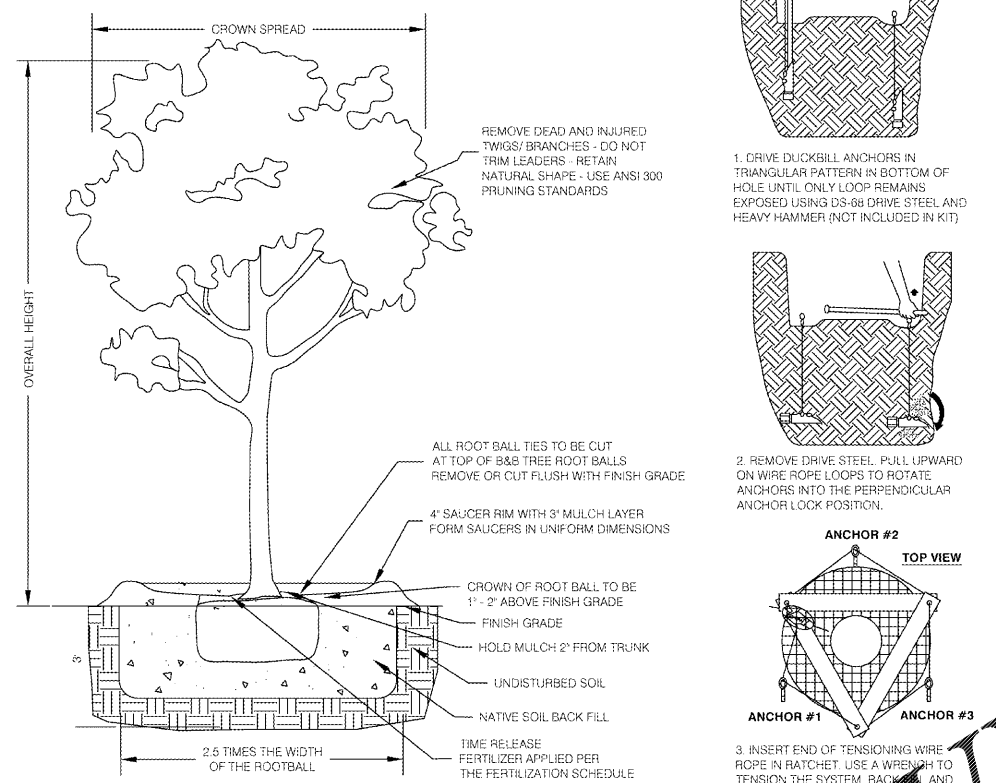 CROWN SPREAD
OVERALL HEIGHT
REMOVE DEAD AND INJURED
TWIGS/ BRANCHES - DO NOT
TRIM LEADERS - RETAIN
NATURAL SHAPE - USE ANSI 300
PRUNING STANDARDS
ALL ROOT BALL TIES TO BE CUT
AT TOP OF B&B TREE ROOT BALLS
REMOVE OR CUT FLUSH WITH FINISH GRADE
4" SAUCER RIM WITH 3" MULCH LAYER
FORM SAUCERS IN UNIFORM DIMENSIONS
CROWN OF ROOT BALL TO BE
1" - 2" ABOVE FINISH GRADE
FINISH GRADE
HOLD MULCH 2" FROM TRUNK
UNDISTURBED SOIL
NATIVE SOIL BACK FILL
TIME RELEASE
FERTILIZER APPLIED PER
THE FERTILIZATION SCHEDULE
3'
2.5 TIMES THE WIDTH
OF THE ROOTBALL
1. DRIVE DUCKBILL ANCHORS IN
TRIANGULAR PATTERN IN BOTTOM OF
HOLE UNTIL ONLY LOOP REMAINS
EXPOSED USING DS-68 DRIVE STEEL AND
HEAVY HAMMER (NOT INCLUDED IN KIT)
2. REMOVE DRIVE STEEL. PULL UPWARD
ON WIRE ROPE LOOPS TO ROTATE
ANCHORS INTO THE PERPENDICULAR
ANCHOR LOCK POSITION.
ANCHOR #2
TOP VIEW
ANCHOR #1
ANCHOR #3
3. INSERT END OF TENSIONING WIRE
ROPE IN RATCHET. USE A WRENCH TO
TENSION THE SYSTEM. AND